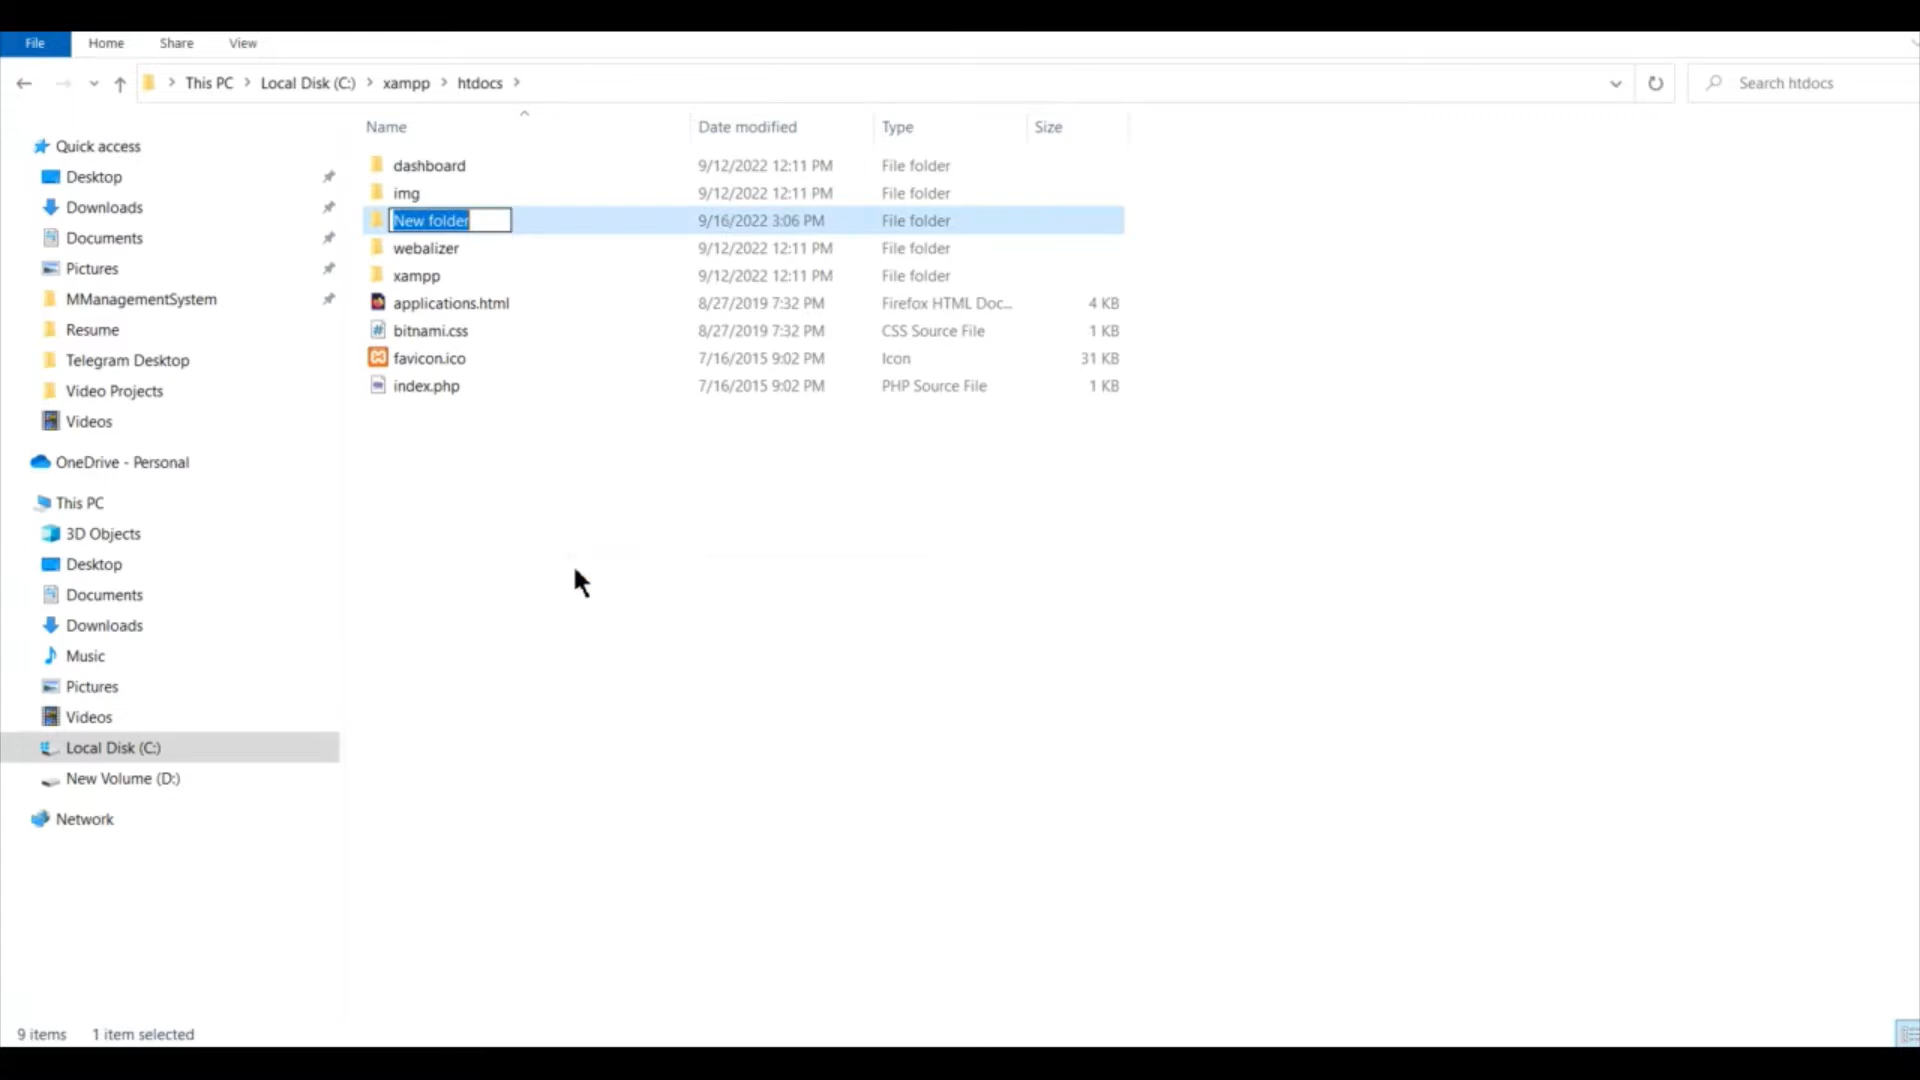 File Home Share View
This PC Local Disk (C:) xampp htdocs Search htdocs
Name Date modified Type Size
Quick access
Desktop
Downloads
Documents
Pictures
MManagementSystem
Resume
Telegram Desktop
Video Projects
Videos
OneDrive - Personal
This PC
3D Objects
Desktop
Documents
Downloads
Music
Pictures
Videos
Local Disk (C:)
New Volume (D:)
Network
dashboard 9/12/2022 12:11 PM File folder
img 9/12/2022 12:11 PM File folder
New folder 9/16/2022 3:06 PM File folder
webalizer 9/12/2022 12:11 PM File folder
xampp 9/12/2022 12:11 PM File folder
applications.html 8/27/2019 7:32 PM Firefox HTML Doc... 4 KB
bitnami.css 8/27/2019 7:32 PM CSS Source File 1 KB
favicon.ico 7/16/2015 9:02 PM Icon 31 KB
index.php 7/16/2015 9:02 PM PHP Source File 1 KB
9 items 1 item selected